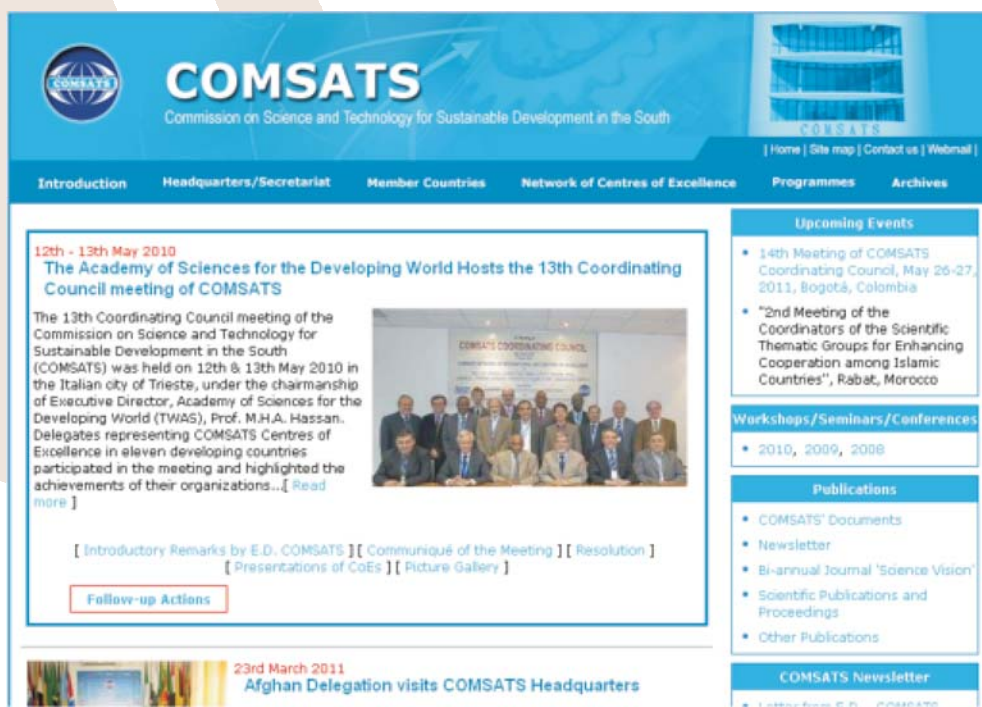 COMSATS
COMSATS
Commission on Science and Technology for Sustainable Development in the South
COMSATS
| Home | Site map | Contact us | Webmail |
Introduction Headquarters/Secretariat Member Countries Network of Centres of Excellence Programmes Archives
12th - 13th May 2010
The Academy of Sciences for the Developing World Hosts the 13th Coordinating
Council meeting of COMSATS
The 13th Coordinating Council meeting of the
Commission on Science and Technology for
Sustainable Development in the South
(COMSATS) was held on 12th & 13th May 2010 in
the Italian city of Trieste, under the chairmanship
of Executive Director, Academy of Sciences for the
Developing World (TWAS), Prof. M.H.A. Hassan.
Delegates representing COMSATS Centres of
Excellence in eleven developing countries
participated in the meeting and highlighted the
achievements of their organizations...[ Read
more ]
COMSATS COORDINATING COUNCIL
[ Introductory Remarks by E.D. COMSATS ] [ Communiqué of the Meeting ] [ Resolution ]
[ Presentations of CoEs ] [ Picture Gallery ]
Follow-up Actions
23rd March 2011
Afghan Delegation visits COMSATS Headquarters
Upcoming Events
14th Meeting of COMSATS
Coordinating Council, May 26-27,
2011, Bogotá, Colombia
"2nd Meeting of the
Coordinators of the Scientific
Thematic Groups for Enhancing
Cooperation among Islamic
Countries", Rabat, Morocco
Workshops/Seminars/Conferences
2010, 2009, 2008
Publications
COMSATS' Documents
Newsletter
Bi-annual Journal 'Science Vision'
Scientific Publications and
Proceedings
Other Publications
COMSATS Newsletter
Letter from E.D., COMSATS